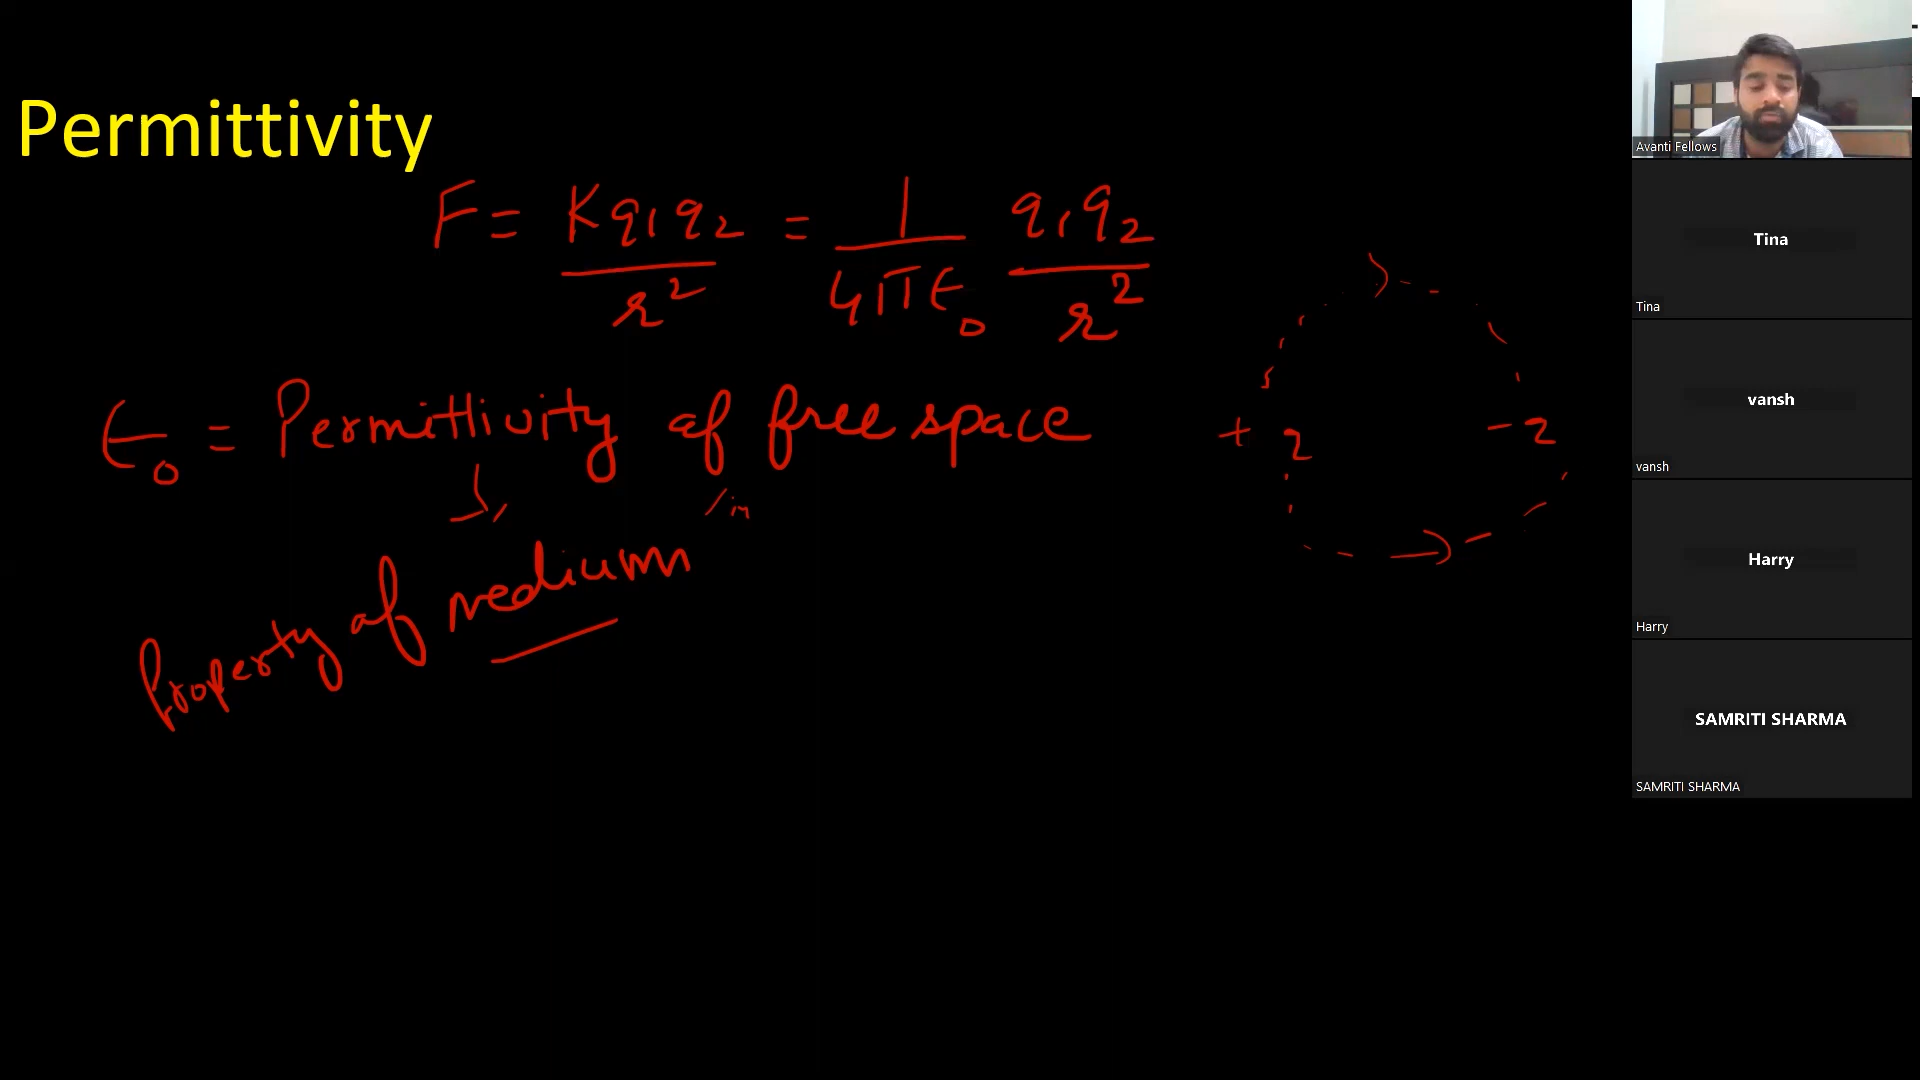 Permittivity
F = Kq1q2 / r² = 1 / 4πε0 q1q2 / r²
ε0 = Permittivity of free space
Property of medium
+ 2
- 2
Avanti Fellows
Tina
Tina
vansh
vansh
Harry
Harry
SAMRITI SHARMA
SAMRITI SHARMA